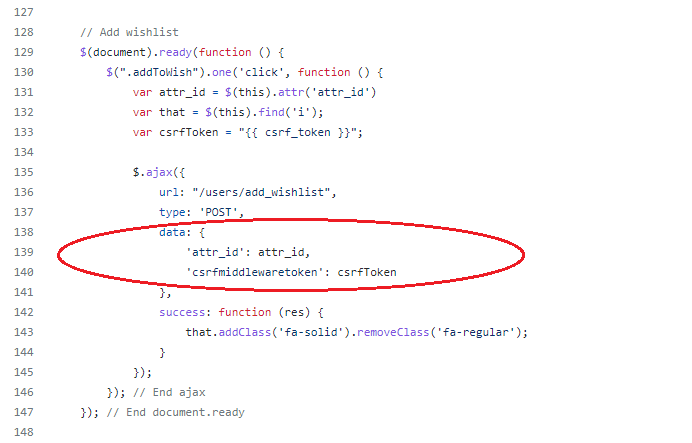 127
128 // Add wishlist
129 $(document).ready(function () {
130 $(".addToWish").one('click', function () {
131 var attr_id = $(this).attr('attr_id')
132 var that = $(this).find('i');
133 var csrfToken = "{{ csrf_token }}";
134
135 $.ajax({
136 url: "/users/add_wishlist",
137 type: 'POST',
138 data: {
139 'attr_id': attr_id,
140 'csrfmiddlewaretoken': csrfToken
141 },
142 success: function (res) {
143 that.addClass('fa-solid').removeClass('fa-regular');
144 }
145 });
146 }); // End ajax
147 }); // End document.ready
148